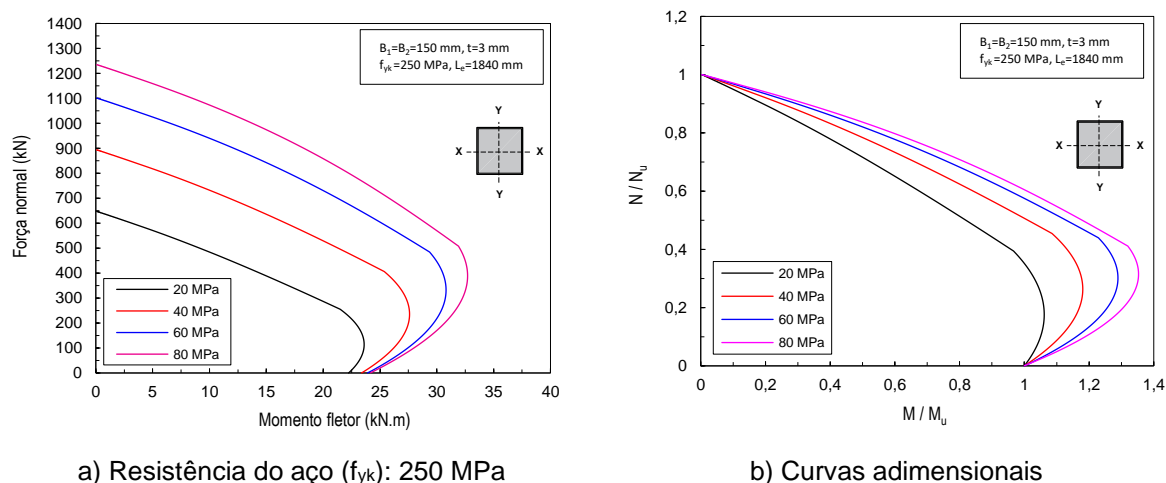 1400
1300
1200
1100
1000
900
800
700
600
500
400
300
200
100
0
Força normal (kN)
B₁=B₂=150 mm, t=3 mm
fyk=250 MPa, Lₑ=1840 mm
Y
X X
Y
20 MPa
40 MPa
60 MPa
80 MPa
0 5 10 15 20 25 30 35 40
Momento fletor (kN.m)
a) Resistência do aço (fyk): 250 MPa
1,2
1
0,8
0,6
0,4
0,2
0
N / Nᵤ
B₁=B₂=150 mm, t=3 mm
fyk=250 MPa, Lₑ=1840 mm
Y
X X
Y
20 MPa
40 MPa
60 MPa
80 MPa
0 0,2 0,4 0,6 0,8 1 1,2 1,4
M / Mᵤ
b) Curvas adimensionais